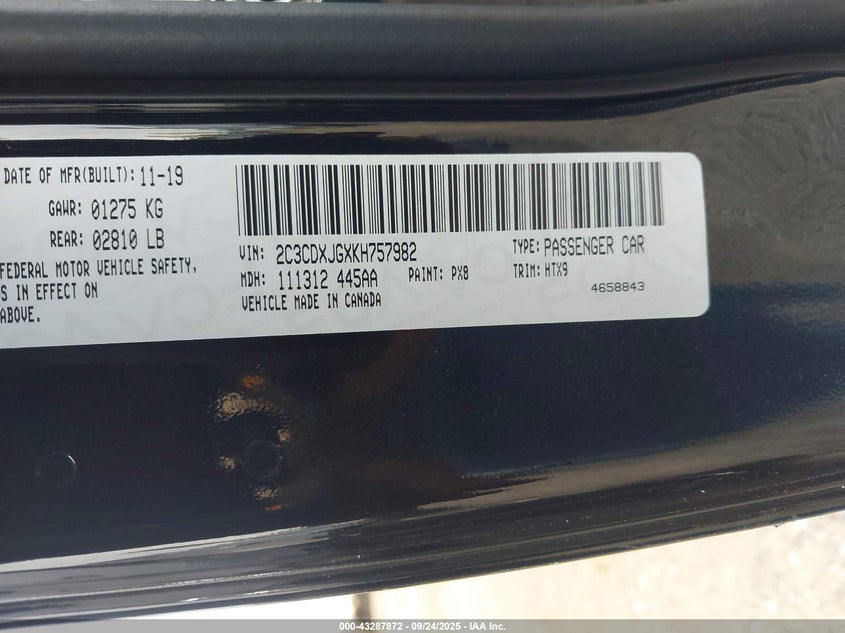 DATE OF MFR(BUILT): 11-19
GAWR: 01275 KG
REAR: 02810 LB
FEDERAL MOTOR VEHICLE SAFETY,
S IN EFFECT ON
ABOVE.
VIN: 2C3CDXJGXKH757982
TYPE: PASSENGER CAR
MDH: 111312 445AA
PAINT: PX8
TRIM: HTX9
VEHICLE MADE IN CANADA
4658843
000-43287872 - 09/24/2025 - IAA Inc.